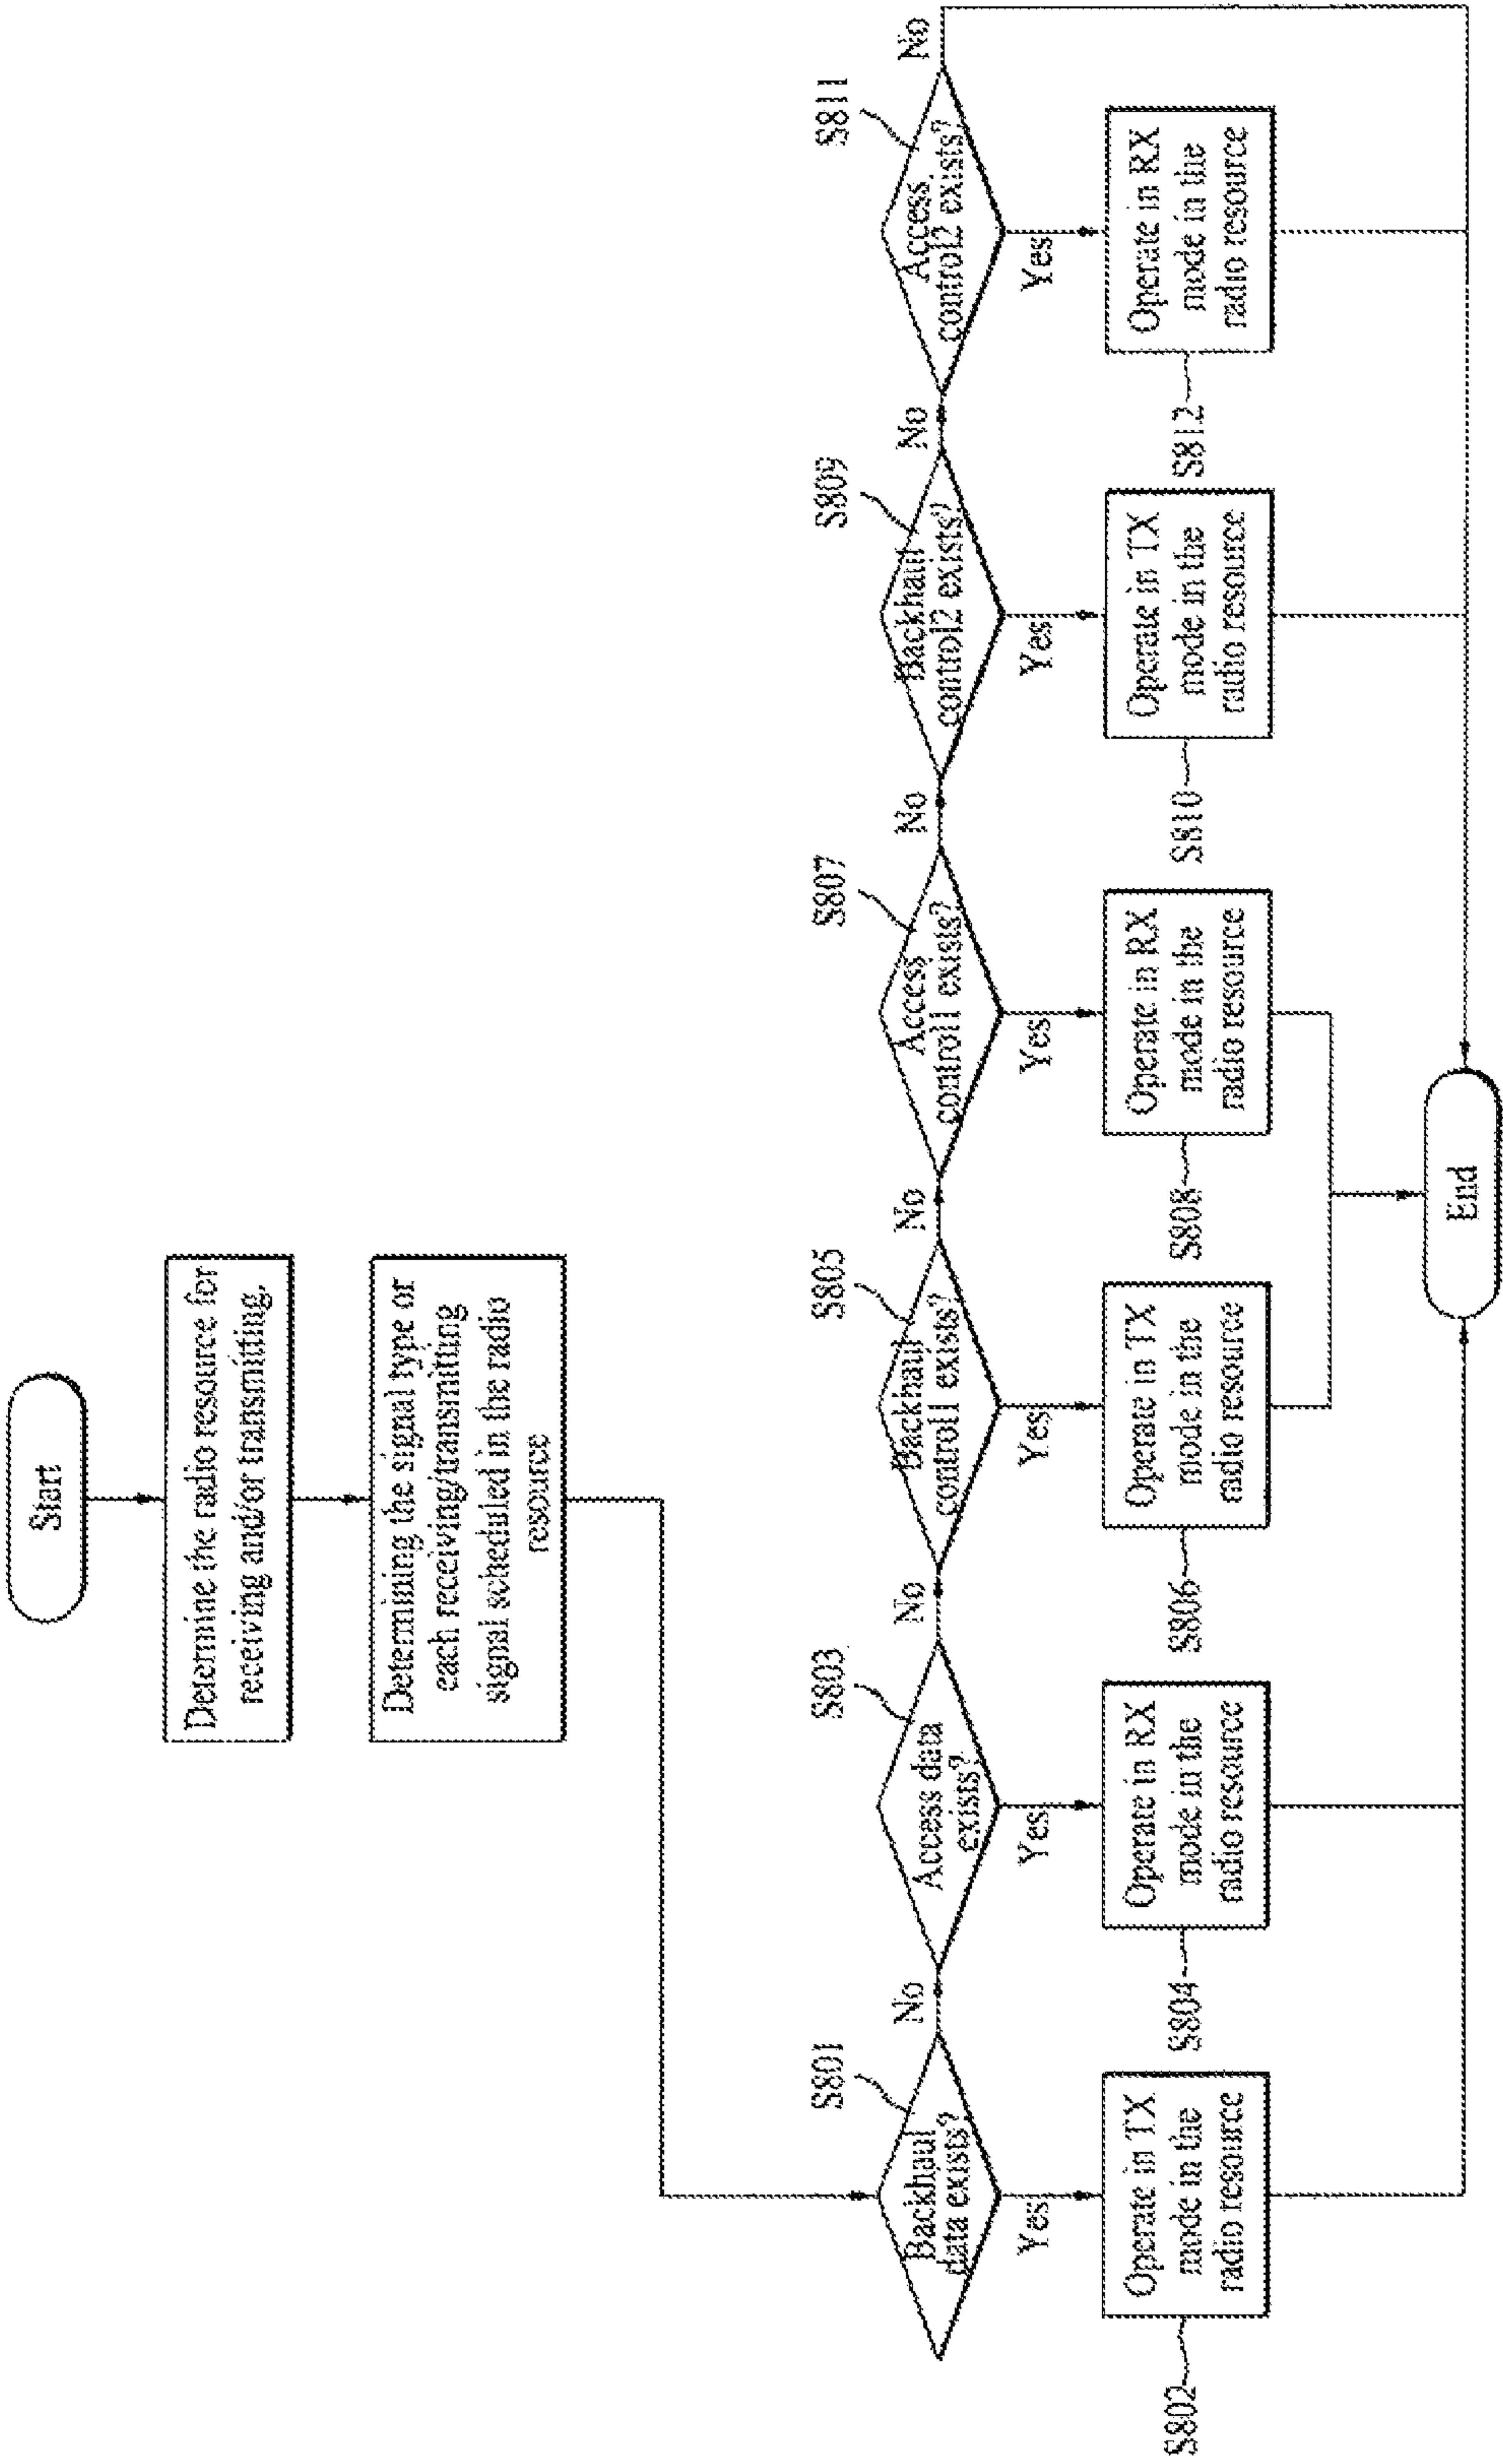 Start
Determine the radio resource for
receiving and/or transmitting,
Determining the signal type or
each receiving/transmitting
signal scheduled in the radio
resource
S801
Backhaul
data exists?
No
Yes
S802
Operate in TX
mode in the
radio resource
S803
Access data
exists?
No
Yes
S804
Operate in RX
mode in the
radio resource
S805
Backhaul
control1 exists?
No
Yes
S806
Operate in TX
mode in the
radio resource
S807
Access
control1 exists?
No
Yes
S808
Operate in RX
mode in the
radio resource
S809
Backhaul
control2 exists?
No
Yes
S810
Operate in TX
mode in the
radio resource
S811
Access
control2 exists?
No
Yes
S812
Operate in RX
mode in the
radio resource
End